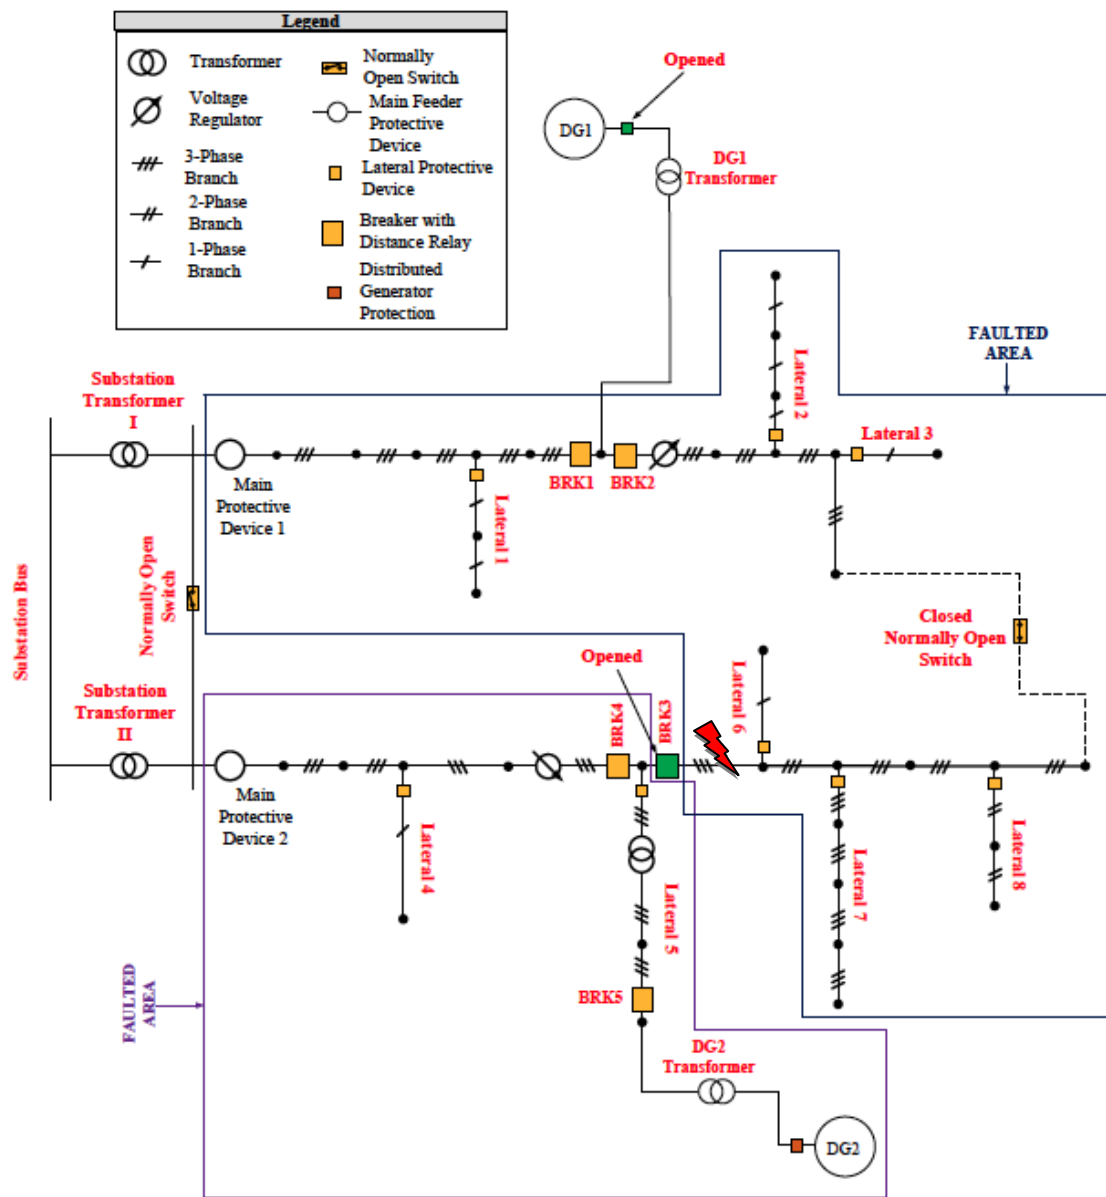 Legend
Transformer
Voltage
Regulator
3-Phase
Branch
2-Phase
Branch
1-Phase
Branch
Normally
Open Switch
Main Feeder
Protective
Device
Lateral Protective
Device
Breaker with
Distance Relay
Distributed
Generator
Protection
Opened
DG1
DG1
Transformer
FAULTED
AREA
Substation
Transformer
I
Lateral 2
Lateral 3
BRK1
BRK2
Main
Protective
Device 1
Lateral 1
Normally Open
Switch
Substation Bus
Closed
Normally Open
Switch
Opened
Lateral 6
Substation
Transformer
II
BRK4
BRK3
Main
Protective
Device 2
Lateral 4
Lateral 5
Lateral 7
Lateral 8
FAULTED
AREA
BRK5
DG2
Transformer
DG2